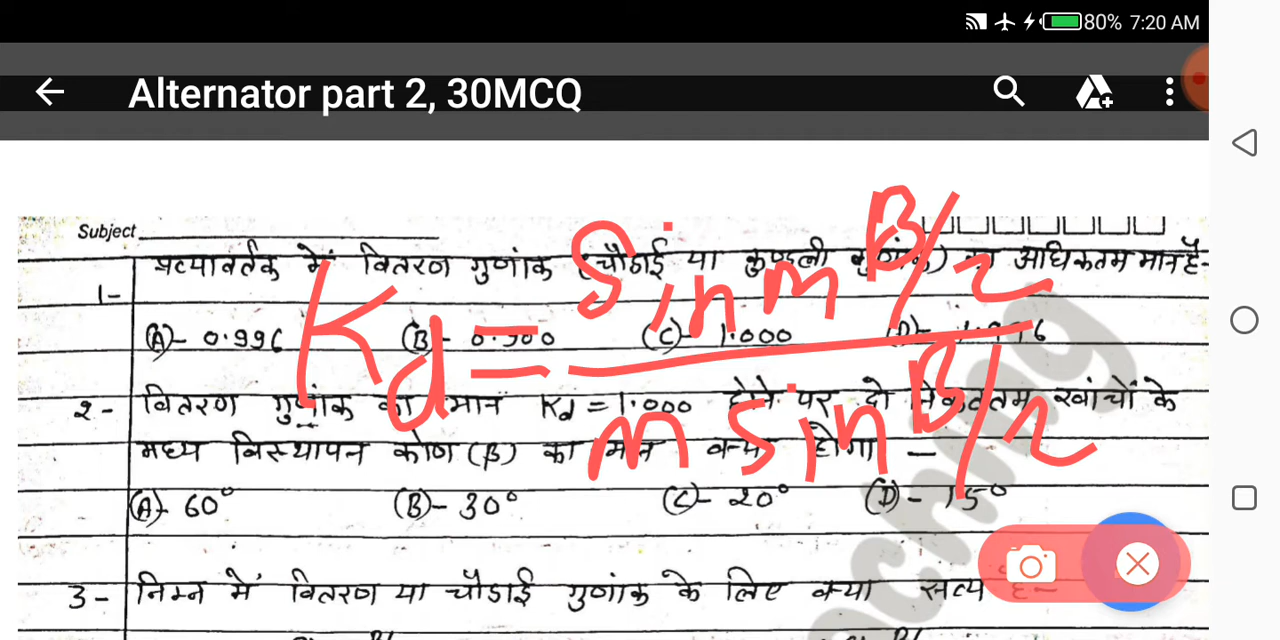 80% 7:20 AM
Alternator part 2, 30MCQ
Subject
1- प्रत्यावर्तक में वितरण गुणांक (चौडाई या कुण्डली गुणांक) का अधिकतम मान है-
(A)- 0.996 (B)- 0.900 (C)- 1.000 (D)-
Kd = Sin m B/2
m Sin B/2
2- वितरण गुणांक का मान Kd = 1.000 होने पर दो निकटतम खांचों के
मध्य विस्थापन कोण (β) का मान क्या होगा –
(A)- 60° (B)- 30° (C)- 20° (D)- 15°
3- निम्न में वितरण या चौडाई गुणांक के लिए क्या सत्य है-
aching